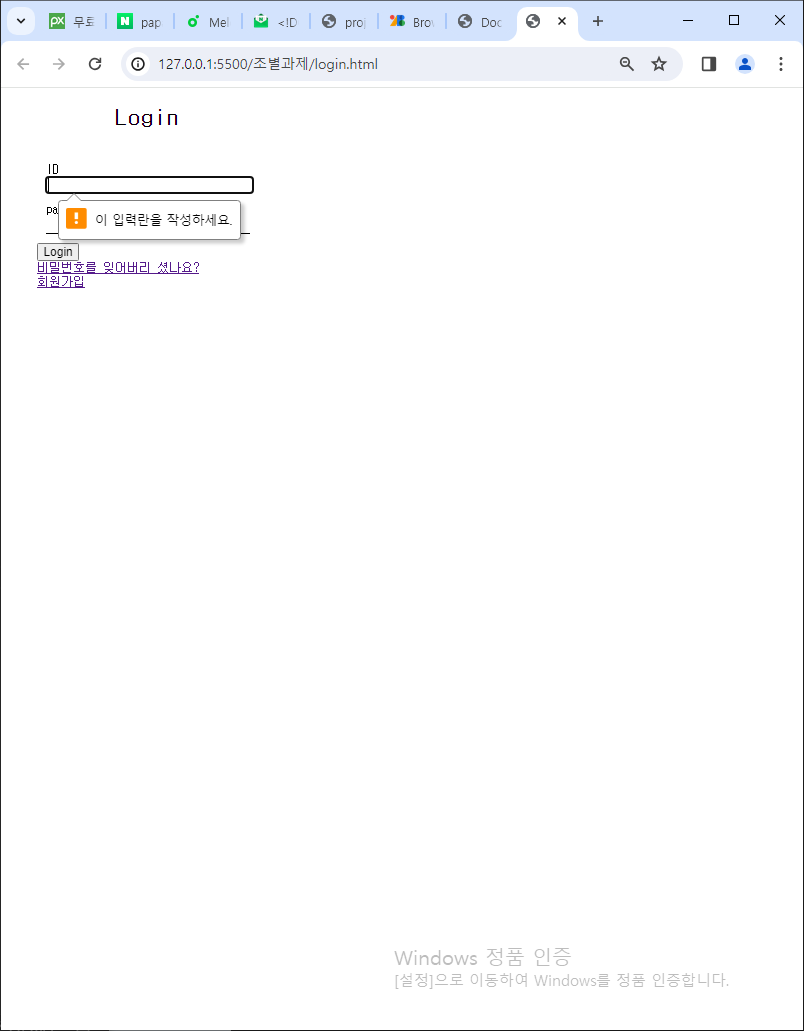 무료
pap
Mel
<!D
proj
Brow
Doc
127.0.0.1:5500/조별과제/login.html
Login
ID
pa
이 입력란을 작성하세요.
Login
비밀번호를 잊어버리 셨나요?
회원가입
Windows 정품 인증
[설정]으로 이동하여 Windows를 정품 인증합니다.